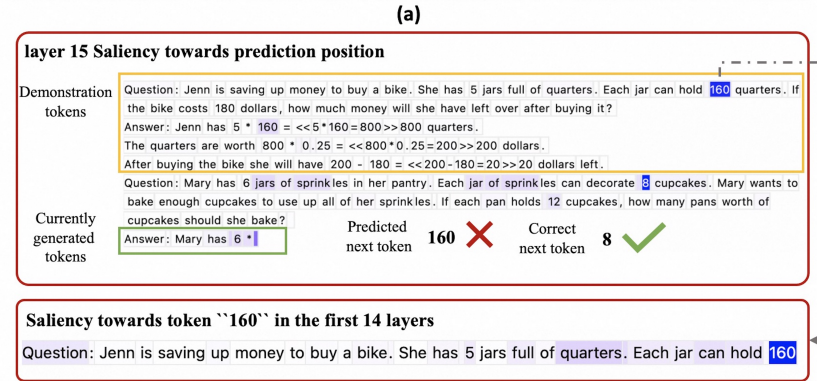 (a)
layer 15 Saliency towards prediction position
Demonstration tokens
Question: Jenn is saving up money to buy a bike. She has 5 jars full of quarters. Each jar can hold 160 quarters. If
the bike costs 180 dollars, how much money will she have left over after buying it?
Answer: Jenn has 5 * 160 = <<5*160=800>>800 quarters.
The quarters are worth 800 * 0.25 = <<800*0.25=200>>200 dollars.
After buying the bike she will have 200 - 180 = <<200-180=20>>20 dollars left.
Question: Mary has 6 jars of sprinkles in her pantry. Each jar of sprinkles can decorate 8 cupcakes. Mary wants to
bake enough cupcakes to use up all of her sprinkles. If each pan holds 12 cupcakes, how many pans worth of
cupcakes should she bake?
Currently generated tokens
Answer: Mary has 6 *
Predicted next token 160
Correct next token 8
Saliency towards token ``160`` in the first 14 layers
Question: Jenn is saving up money to buy a bike. She has 5 jars full of quarters. Each jar can hold 160